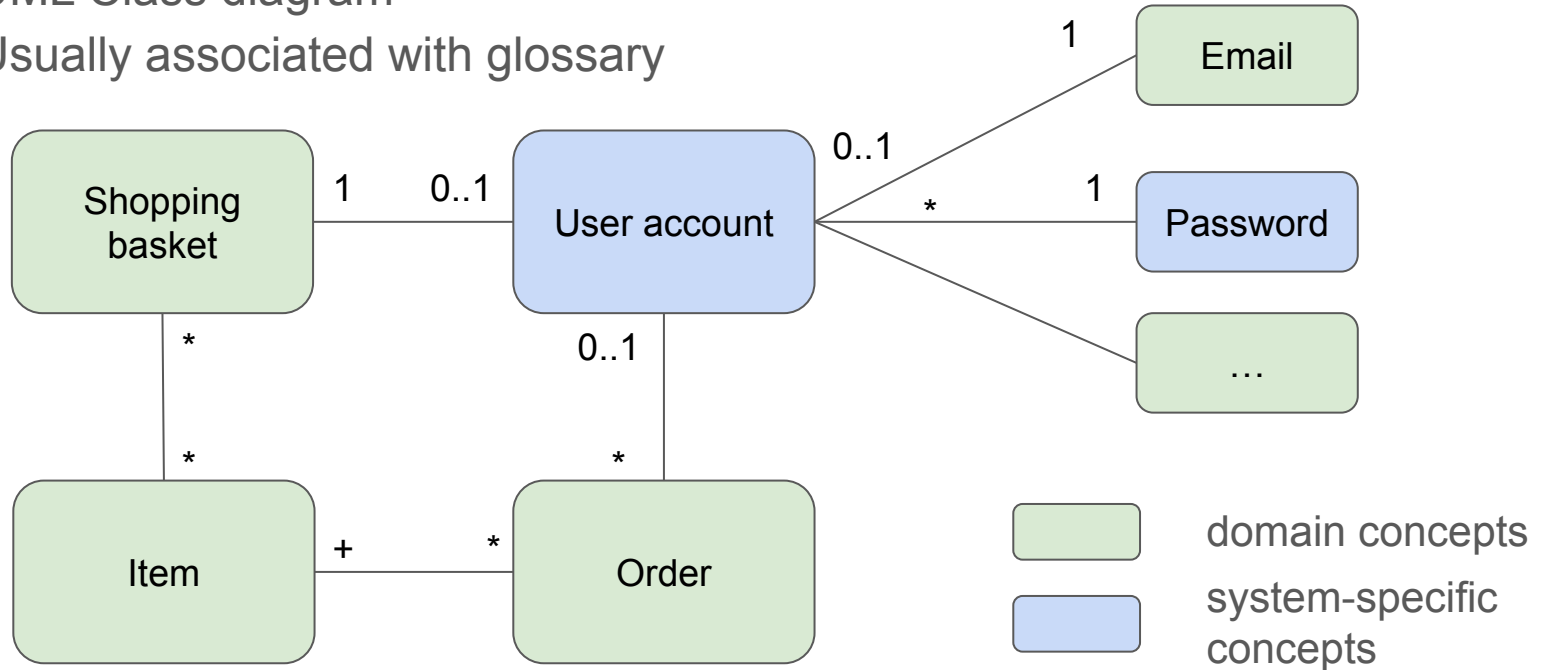 Class diagram
Usually associated with glossary
1
Email
0..1
Shopping
basket
1
0..1
User account
*
1
Password
*
0..1
…
*
*
Item
+
*
Order
domain concepts
system-specific
concepts